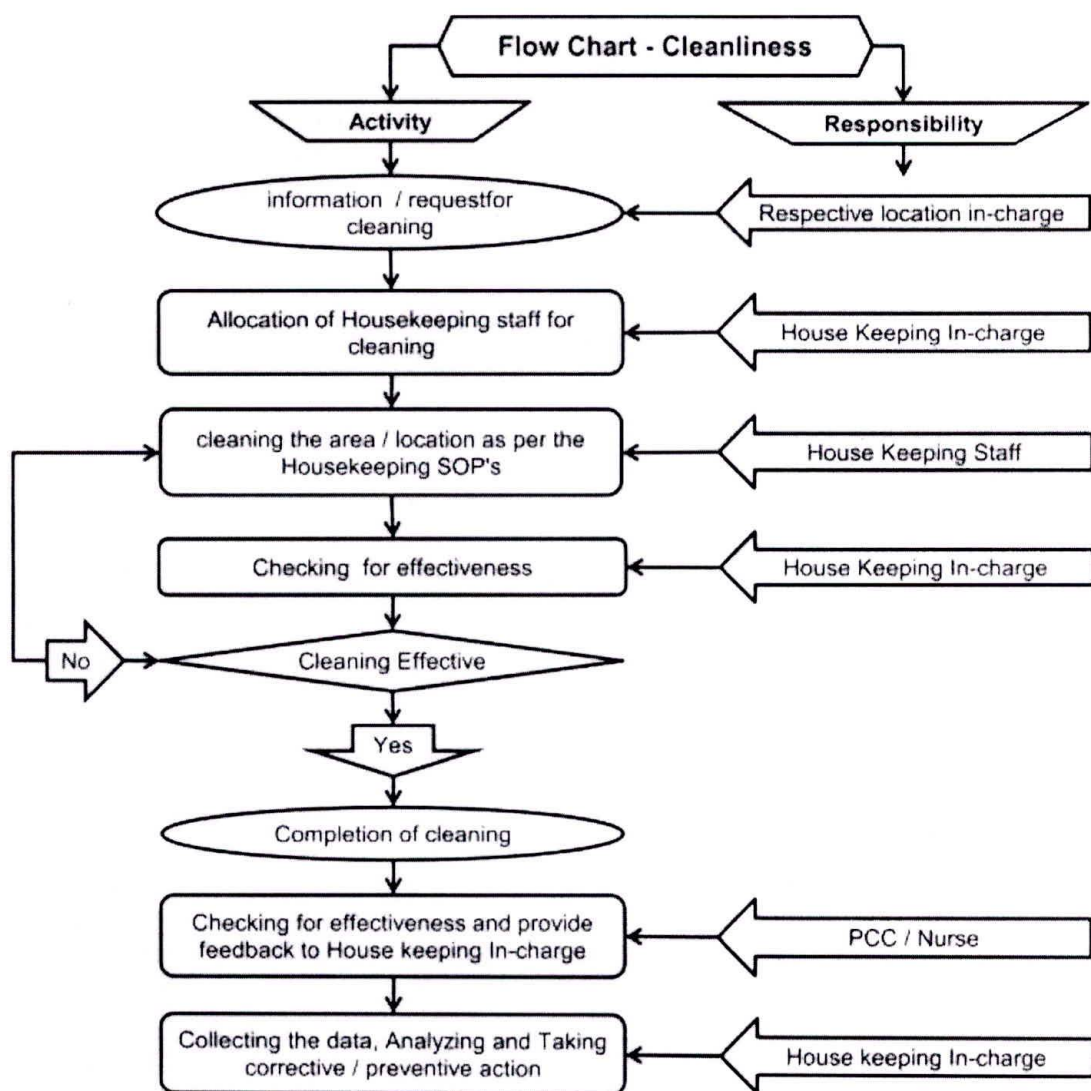 Flow Chart - Cleanliness
Activity
Responsibility
information / requestfor
cleaning
Respective location in-charge
Allocation of Housekeeping staff for
cleaning
House Keeping In-charge
cleaning the area / location as per the
Housekeeping SOP's
House Keeping Staff
Checking for effectiveness
House Keeping In-charge
No
Cleaning Effective
Yes
Completion of cleaning
Checking for effectiveness and provide
feedback to House keeping In-charge
PCC / Nurse
Collecting the data, Analyzing and Taking
corrective / preventive action
House keeping In-charge